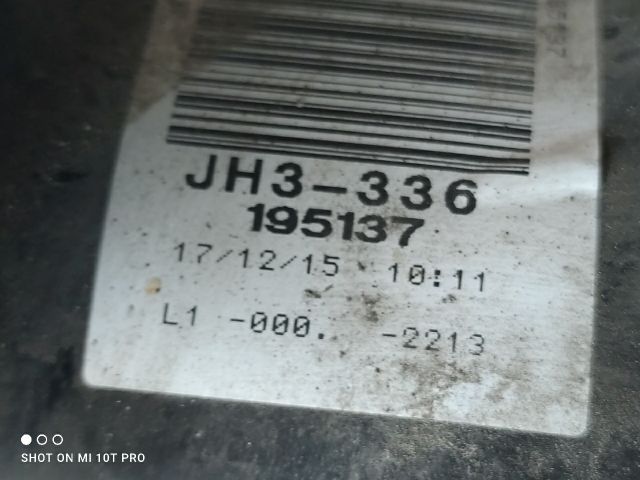 JH3-336
195137
17/12/15 10:11
L1 -000. -2213
SHOT ON MI 10T PRO